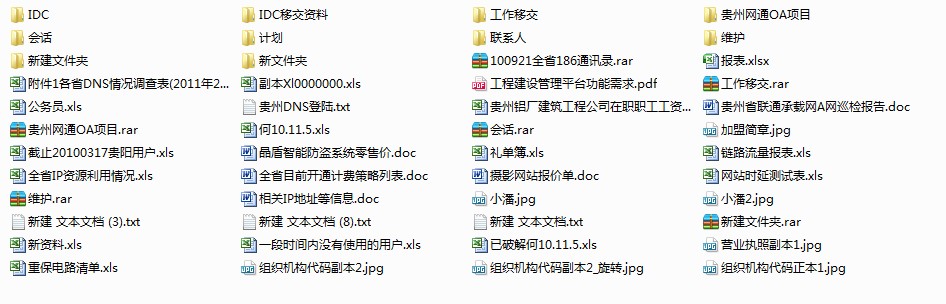 IDC IDC移交资料 工作移交 贵州网通OA项目
会话 计划 联系人 维护
新建文件夹 新文件夹 100921全省186通讯录.rar 报表.xlsx
附件1各省DNS情况调查表(2011年2... 副本Xl0000000.xls 工程建设管理平台功能需求.pdf 工作移交.rar
公务员.xls 贵州DNS登陆.txt 贵州铝厂建筑工程公司在职职工工资... 贵州省联通承载网A网巡检报告.doc
贵州网通OA项目.rar 何10.11.5.xls 会话.rar 加盟简章.jpg
截止20100317贵阳用户.xls 晶盾智能防盗系统零售价.doc 礼单簿.xls 链路流量报表.xls
全省IP资源利用情况.xls 全省目前开通计费策略列表.doc 摄影网站报价单.doc 网站时延测试表.xls
维护.rar 相关IP地址等信息.doc 小潘.jpg 小潘2.jpg
新建 文本文档 (3).txt 新建 文本文档 (8).txt 新建 文本文档.txt 新建文件夹.rar
新资料.xls 一段时间内没有使用的用户.xls 已破解何10.11.5.xls 营业执照副本1.jpg
重保电路清单.xls 组织机构代码副本2.jpg 组织机构代码副本2_旋转.jpg 组织机构代码正本1.jpg